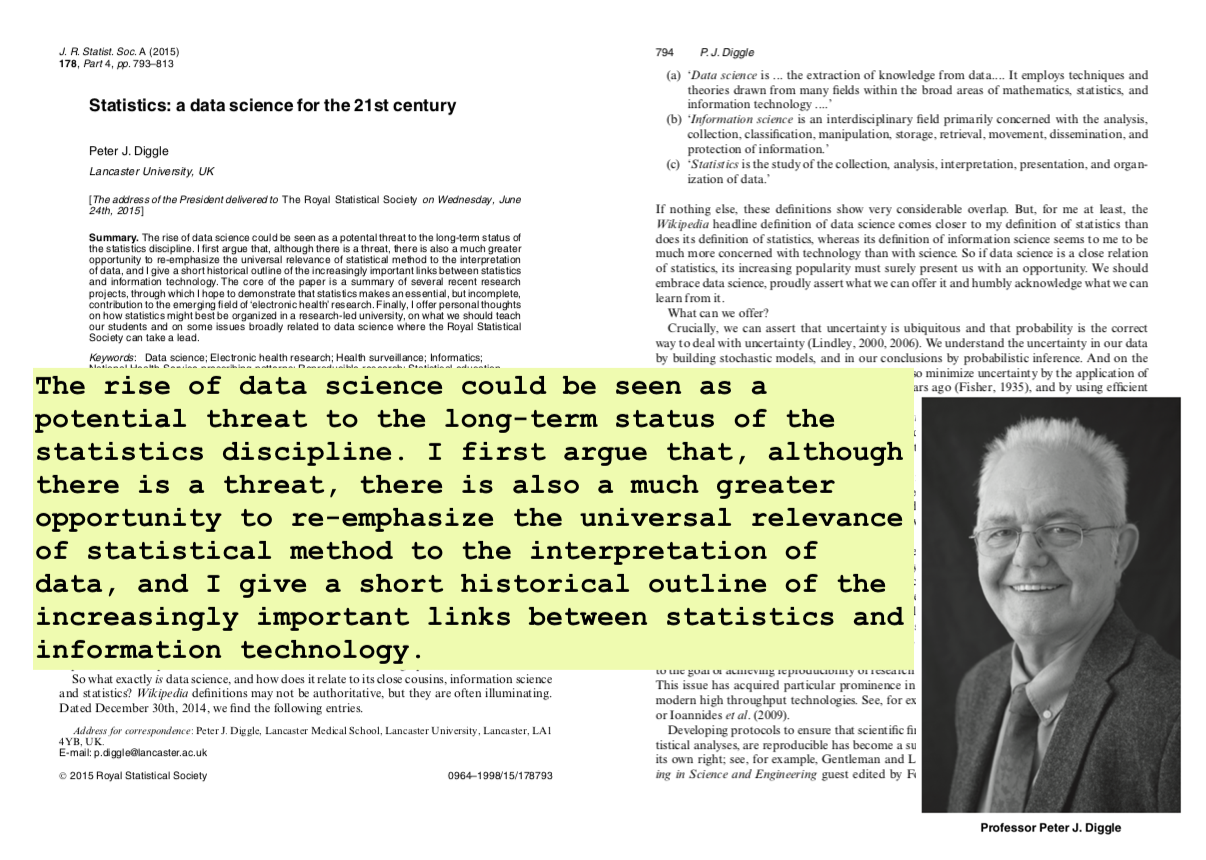 J. R. Statist. Soc. A (2015)
178, Part 4, pp. 793–813
Statistics: a data science for the 21st century
Peter J. Diggle
Lancaster University, UK
[The address of the President delivered to The Royal Statistical Society on Wednesday, June
24th, 2015]
Summary. The rise of data science could be seen as a potential threat to the long-term status of
the statistics discipline. I first argue that, although there is a threat, there is also a much greater
opportunity to re-emphasize the universal relevance of statistical method to the interpretation
of data, and I give a short historical outline of the increasingly important links between statistics
and information technology. The core of the paper is a summary of several recent research
projects, through which I hope to demonstrate that statistics makes an essential, but incomplete,
contribution to the emerging field of ‘electronic health’ research. Finally, I offer personal thoughts
on how statistics might best be organized in a research-led university, on what we should teach
our students and on some issues broadly related to data science where the Royal Statistical
Society can take a lead.
Keywords: Data science; Electronic health research; Health surveillance; Informatics;
The rise of data science could be seen as a
potential threat to the long-term status of the
statistics discipline. I first argue that, although
there is a threat, there is also a much greater
opportunity to re-emphasize the universal relevance
of statistical method to the interpretation of
data, and I give a short historical outline of the
increasingly important links between statistics and
information technology.
So what exactly is data science, and how does it relate to its close cousins, information science
and statistics? Wikipedia definitions may not be authoritative, but they are often illuminating.
Dated December 30th, 2014, we find the following entries.
Address for correspondence: Peter J. Diggle, Lancaster Medical School, Lancaster University, Lancaster, LA1
4YB, UK.
E-mail: p.diggle@lancaster.ac.uk
© 2015 Royal Statistical Society 0964–1998/15/178793
794 P. J. Diggle
(a) ‘Data science is ... the extraction of knowledge from data.... It employs techniques and
theories drawn from many fields within the broad areas of mathematics, statistics, and
information technology ....’
(b) ‘Information science is an interdisciplinary field primarily concerned with the analysis,
collection, classification, manipulation, storage, retrieval, movement, dissemination, and
protection of information.’
(c) ‘Statistics is the study of the collection, analysis, interpretation, presentation, and organ-
ization of data.’
If nothing else, these definitions show very considerable overlap. But, for me at least, the
Wikipedia headline definition of data science comes closer to my definition of statistics than
does its definition of statistics, whereas its definition of information science seems to me to be
much more concerned with technology than with science. So if data science is a close relation
of statistics, its increasing popularity must surely present us with an opportunity. We should
embrace data science, proudly assert what we can offer it and humbly acknowledge what we can
learn from it.
What can we offer?
Crucially, we can assert that uncertainty is ubiquitous and that probability is the correct
way to deal with uncertainty (Lindley, 2000, 2006). We understand the uncertainty in our data
by building stochastic models, and in our conclusions by probabilistic inference. And on the
so minimize uncertainty by the application of
ars ago (Fisher, 1935), and by using efficient
to the goal of achieving reproducibility of research
This issue has acquired particular prominence in
modern high throughput technologies. See, for ex
or Ioannides et al. (2009).
Developing protocols to ensure that scientific fi
tistical analyses, are reproducible has become a su
its own right; see, for example, Gentleman and L
ing in Science and Engineering guest edited by F
Professor Peter J. Diggle